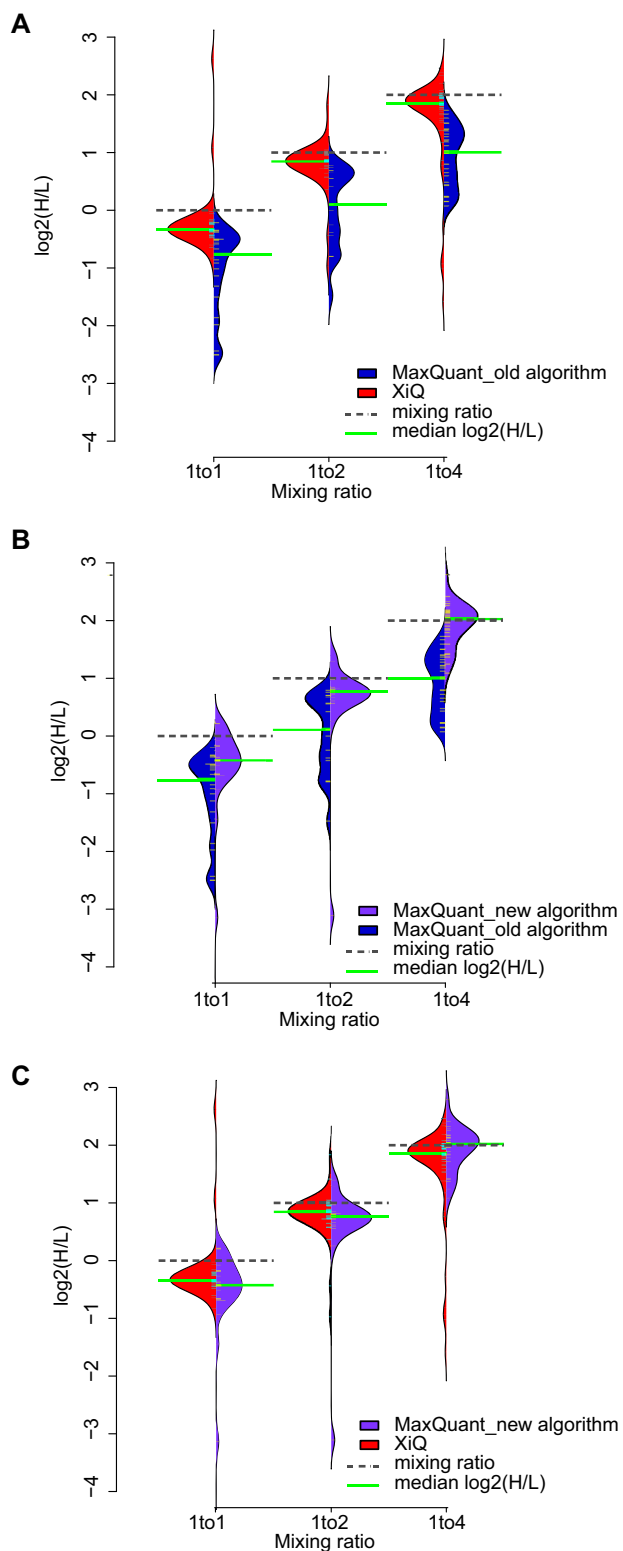 A
3
2
1
0
−1
−2
−3
−4
log2(H/L)
MaxQuant_old algorithm
XiQ
mixing ratio
median log2(H/L)
1to1 1to2 1to4
Mixing ratio
B
3
2
1
0
−1
−2
−3
−4
log2(H/L)
MaxQuant_new algorithm
MaxQuant_old algorithm
mixing ratio
median log2(H/L)
1to1 1to2 1to4
Mixing ratio
C
3
2
1
0
−1
−2
−3
−4
log2(H/L)
MaxQuant_new algorithm
XiQ
mixing ratio
median log2(H/L)
1to1 1to2 1to4
Mixing ratio